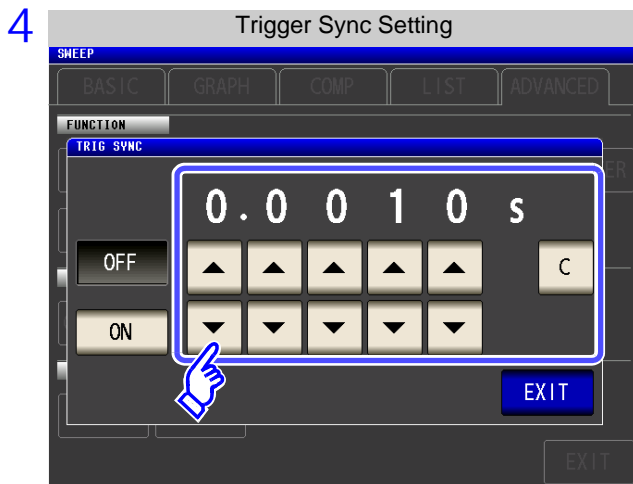 4
Trigger Sync Setting
SWEEP
BASIC GRAPH COMP LIST ADVANCED
FUNCTION
TRIG SYNC
ER
0.0010 s
OFF
C
ON
EXIT
EXIT